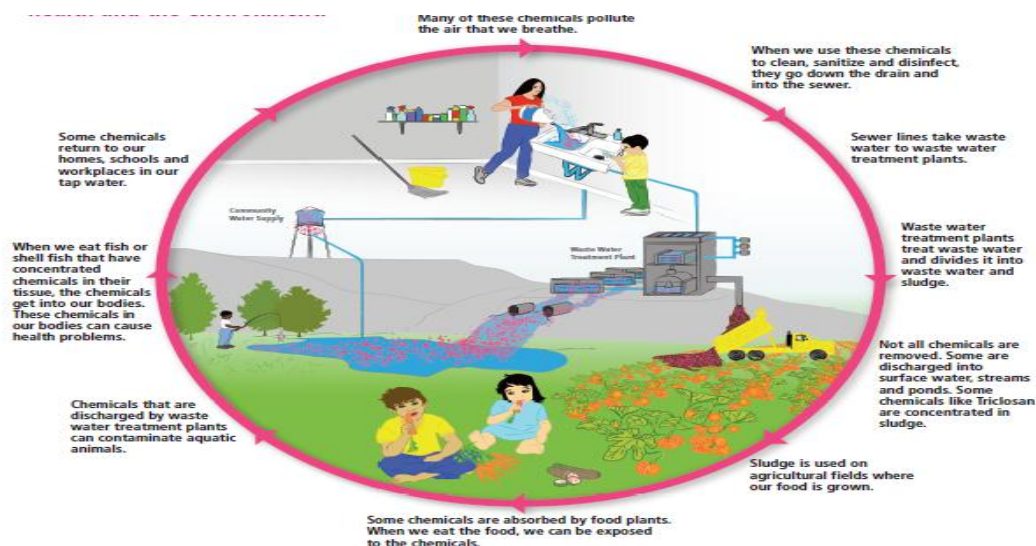 health and the environment
Many of these chemicals pollute
the air that we breathe.
When we use these chemicals
to clean, sanitize and disinfect,
they go down the drain and
into the sewer.
Sewer lines take waste
water to waste water
treatment plants.
Waste water
treatment plants
treat waste water
and divides it into
waste water and
sludge.
Not all chemicals are
removed. Some are
discharged into
surface water, streams
and ponds. Some
chemicals like Triclosan
are concentrated in
sludge.
Sludge is used on
agricultural fields where
our food is grown.
Some chemicals are absorbed by food plants.
When we eat the food, we can be exposed
to the chemicals.
Chemicals that are
discharged by waste
water treatment plants
can contaminate aquatic
animals.
When we eat fish or
shell fish that have
concentrated
chemicals in their
tissue, the chemicals
get into our bodies.
These chemicals in
our bodies can cause
health problems.
Some chemicals
return to our
homes, schools and
workplaces in our
tap water.
Community
Water Supply
Waste Water
Treatment Plant